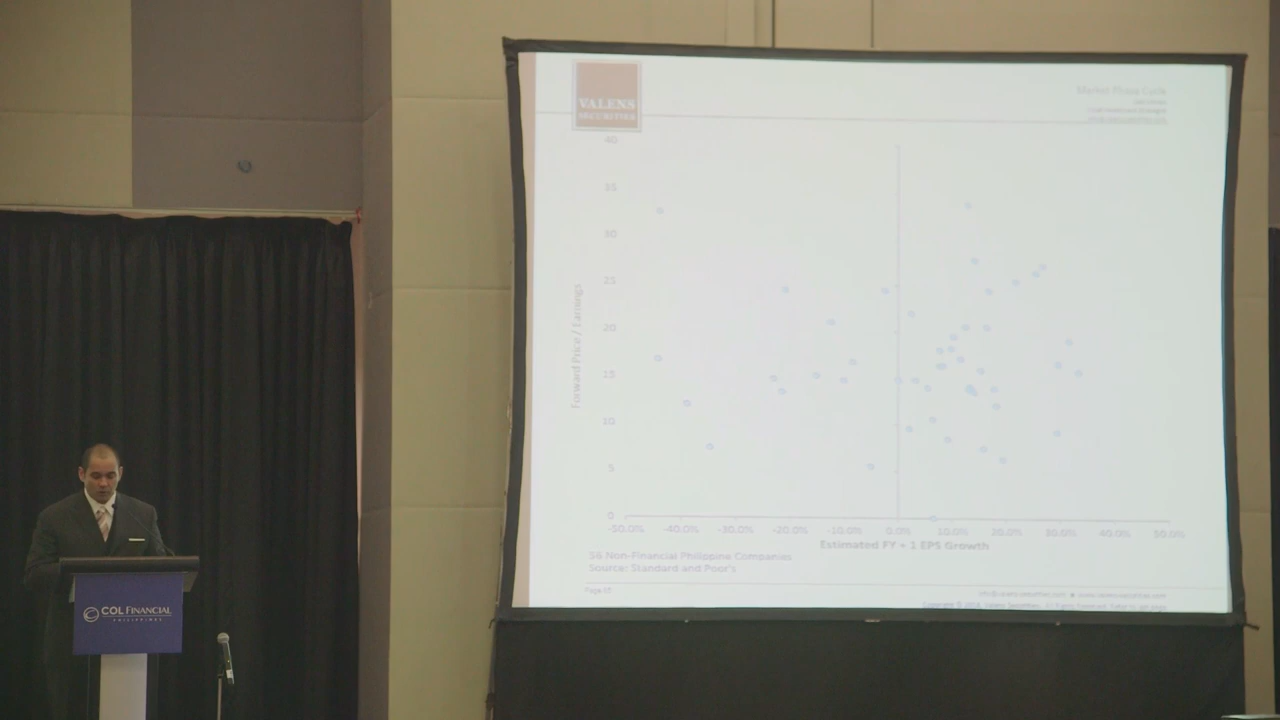 VALENS
SECURITIES
Market Phase Cycle
40
35
30
25
20
15
10
5
0
Forward Price / Earnings
-50.0% -40.0% -30.0% -20.0% -10.0% 0.0% 10.0% 20.0% 30.0% 40.0% 50.0%
Estimated FY + 1 EPS Growth
56 Non-Financial Philippine Companies
Source: Standard and Poor's
COL FINANCIAL
PHILIPPINES